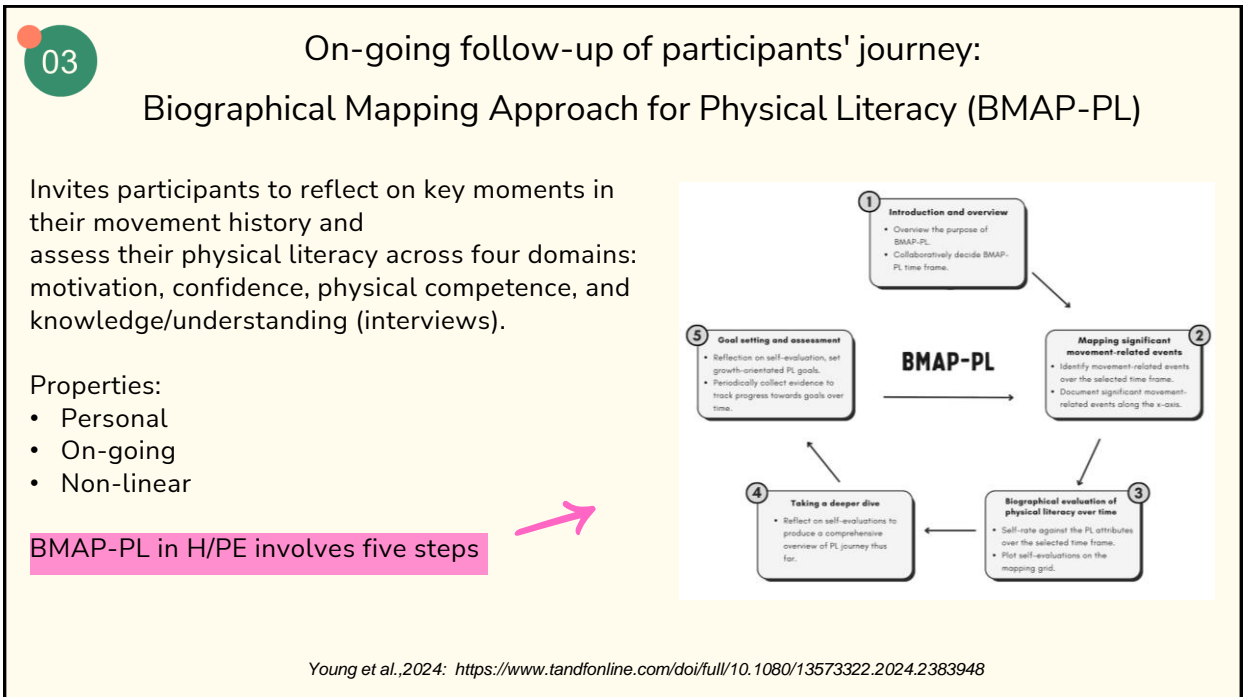 03
On-going follow-up of participants' journey:
Biographical Mapping Approach for Physical Literacy (BMAP-PL)
Invites participants to reflect on key moments in
their movement history and
assess their physical literacy across four domains:
motivation, confidence, physical competence, and
knowledge/understanding (interviews).
Properties:
• Personal
• On-going
• Non-linear
BMAP-PL in H/PE involves five steps
1
Introduction and overview
• Overview the purpose of
BMAP-PL.
• Collaboratively decide BMAP-
PL time frame.
2
Mapping significant
movement-related events
• Identify movement-related events
over the selected time frame.
• Document significant movement-
related events along the x-axis.
3
Biographical evaluation of
physical literacy over time
• Self-rate against the PL attributes
over the selected time frame.
• Plot self-evaluations on the
mapping grid.
4
Taking a deeper dive
• Reflect on self-evaluations to
produce a comprehensive
overview of PL journey thus
far.
5
Goal setting and assessment
• Reflection on self-evaluation, set
growth-orientated PL goals.
• Periodically collect evidence to
track progress towards goals over
time.
BMAP-PL
Young et al.,2024: https://www.tandfonline.com/doi/full/10.1080/13573322.2024.2383948